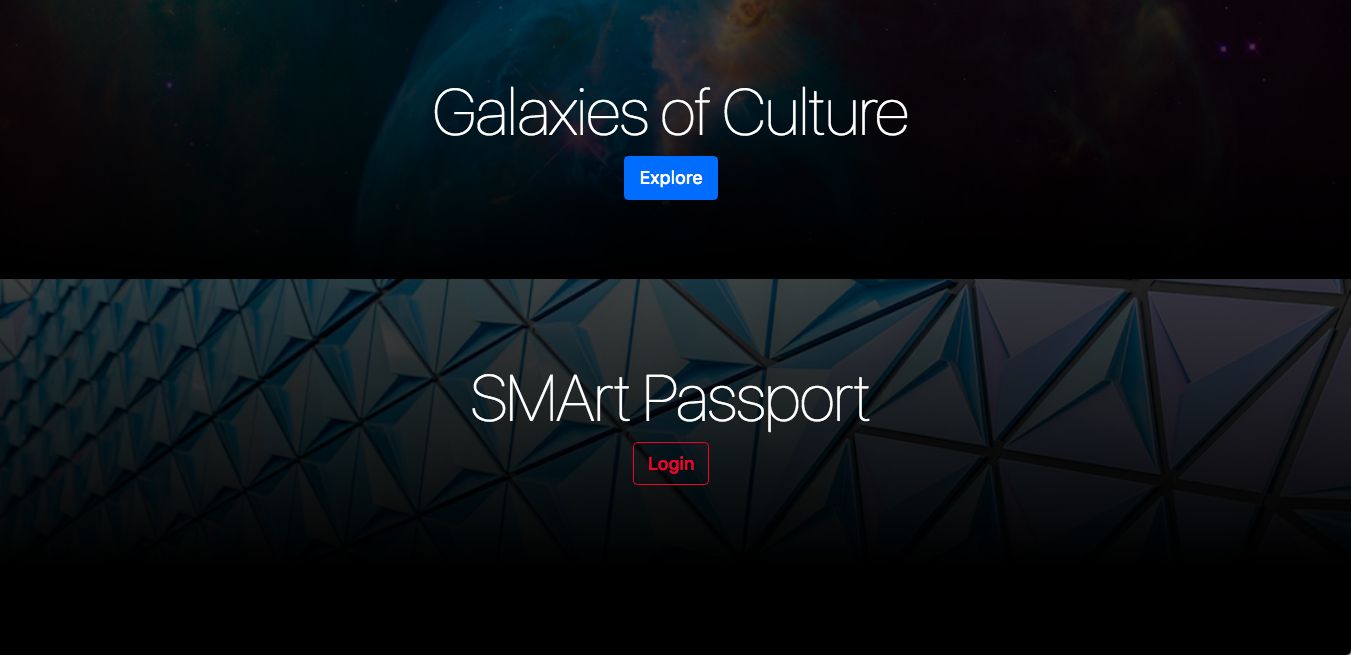 Galaxies of Culture
Explore
SMArt Passport
Login